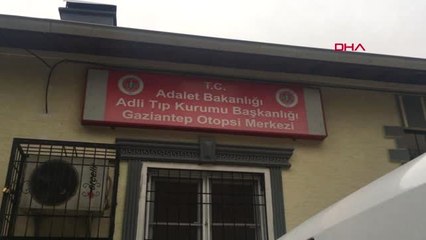 DHA
T.C.
Adalet Bakanlığı
Adli Tıp Kurumu Başkanlığı
Gaziantep Otopsi Merkezi